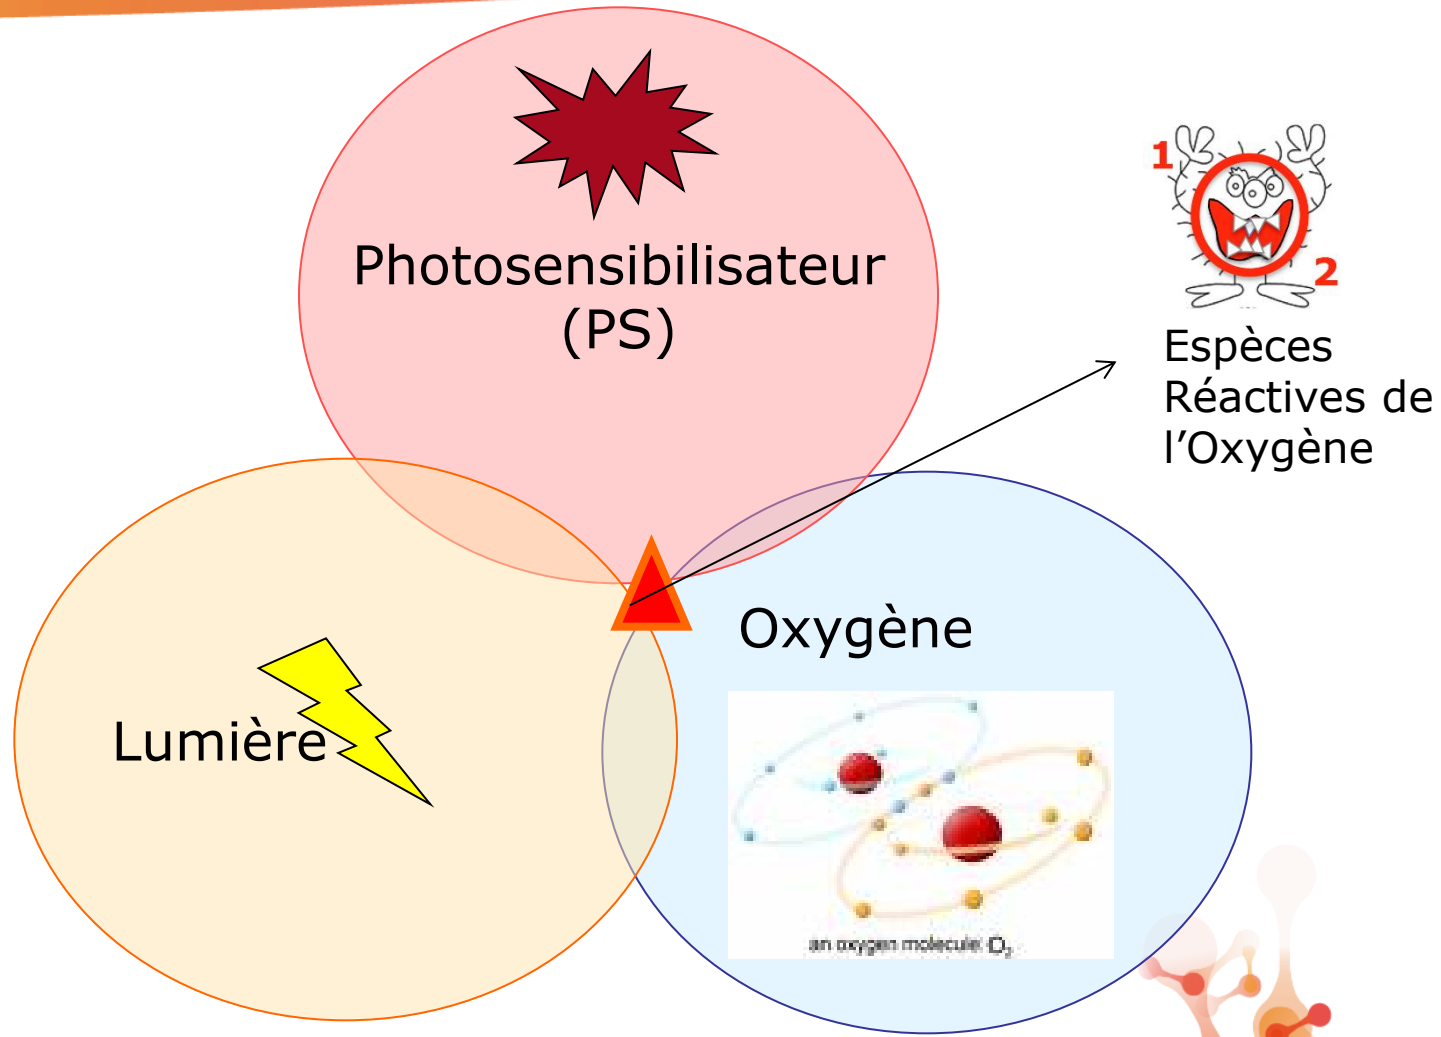 Photosensibilisateur
(PS)
1
2
Espèces
Réactives de
l’Oxygène
Oxygène
Lumière
an oxygen molecule O₂